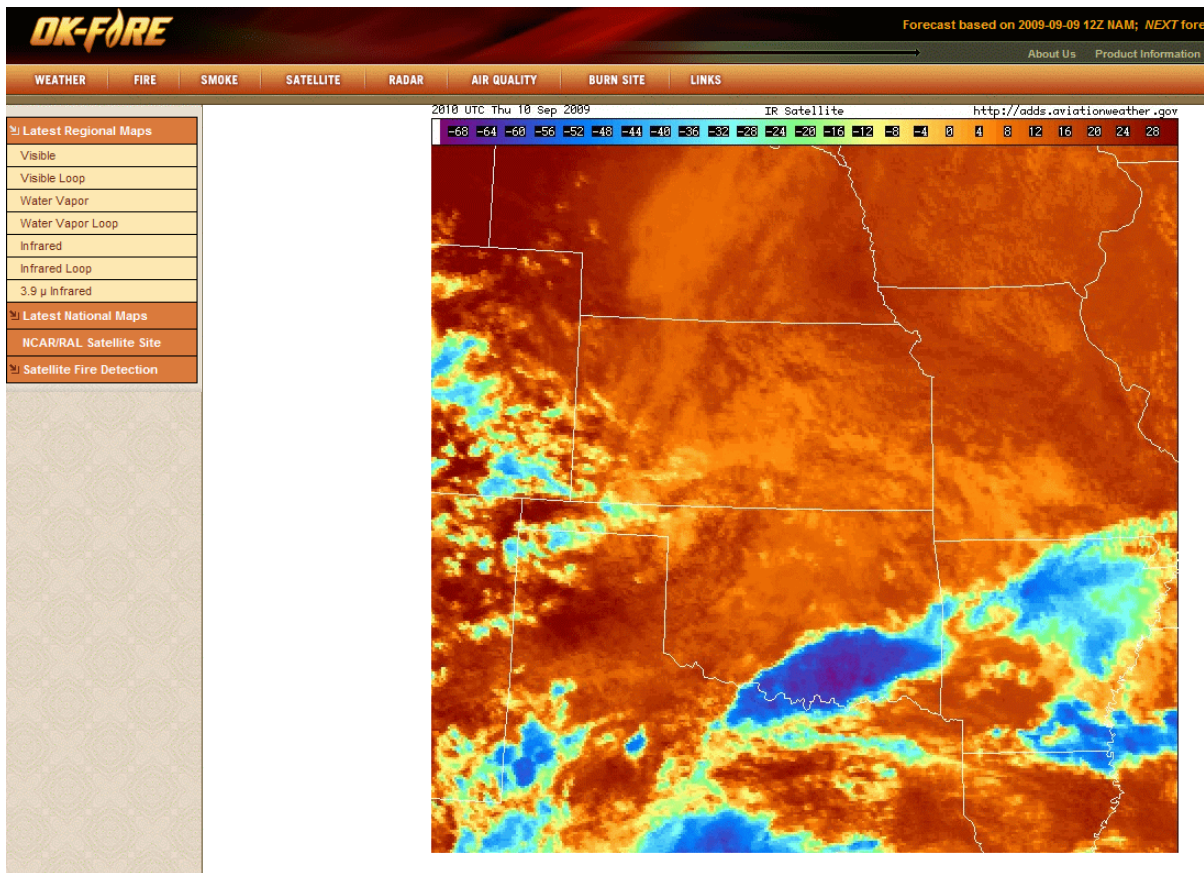 OK-FIRE
Forecast based on 2009-09-09 12Z NAM; NEXT fore
About Us Product Information
WEATHER FIRE SMOKE SATELLITE RADAR AIR QUALITY BURN SITE LINKS
2010 UTC Thu 10 Sep 2009 IR Satellite http://adds.aviationweather.gov
-68 -64 -60 -56 -52 -48 -44 -40 -36 -32 -28 -24 -20 -16 -12 -8 -4 0 4 8 12 16 20 24 28
Latest Regional Maps
Visible
Visible Loop
Water Vapor
Water Vapor Loop
Infrared
Infrared Loop
3.9 µ Infrared
Latest National Maps
NCAR/RAL Satellite Site
Satellite Fire Detection